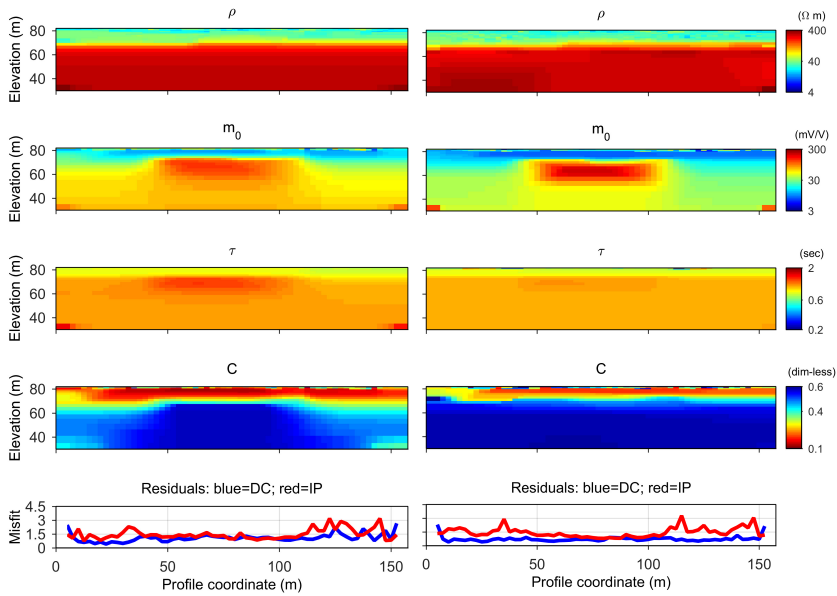 ρ ρ (Ω m)
80 60 40 Elevation (m) 400 40 4
m₀ m₀ (mV/V)
80 60 40 Elevation (m) 300 30 3
τ τ (sec)
80 60 40 Elevation (m) 2 0.6 0.2
C C (dim-less)
80 60 40 Elevation (m) 0.6 0.3 0.1
Residuals: blue=DC; red=IP Residuals: blue=DC; red=IP
4.5 3 1.5 0 Misfit
0 50 100 150 0 50 100 150
Profile coordinate (m) Profile coordinate (m)